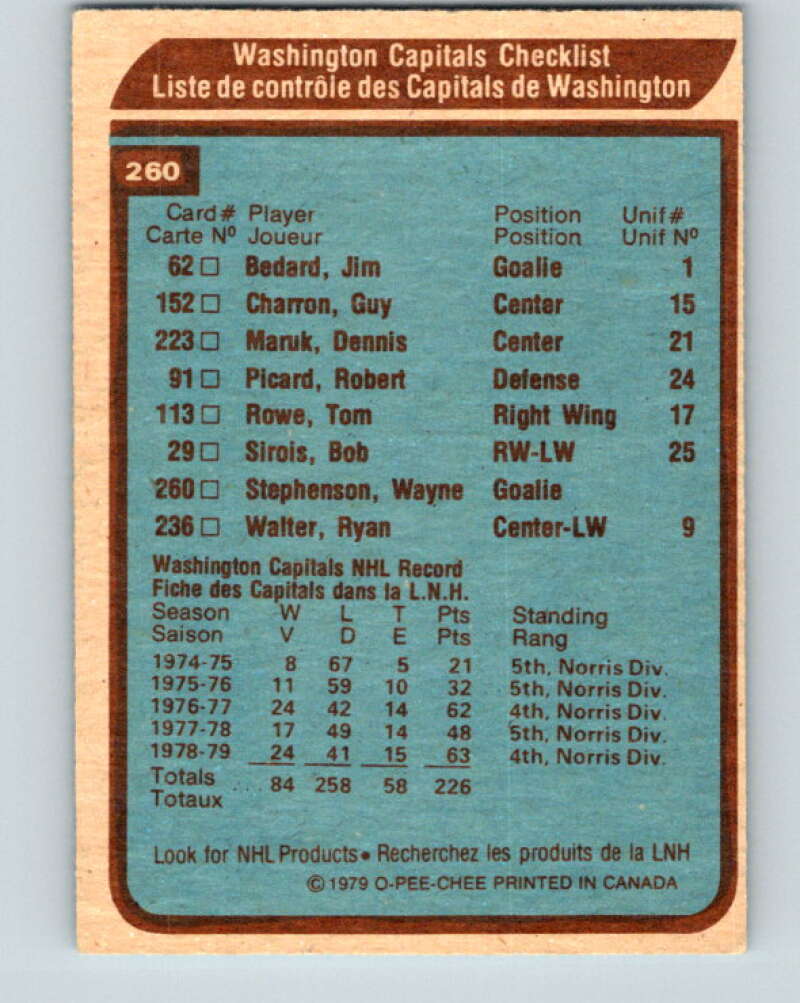 Washington Capitals Checklist
Liste de contrôle des Capitals de Washington
260
Card # Player Position Unif #
Carte Nº Joueur Position Unif Nº
62 □ Bedard, Jim Goalie 1
152 □ Charron, Guy Center 15
223 □ Maruk, Dennis Center 21
91 □ Picard, Robert Defense 24
113 □ Rowe, Tom Right Wing 17
29 □ Sirois, Bob RW-LW 25
260 □ Stephenson, Wayne Goalie
236 □ Walter, Ryan Center-LW 9
Washington Capitals NHL Record
Fiche des Capitals dans la L.N.H.
Season W L T Pts Standing
Saison V D E Pts Rang
1974-75 8 67 5 21 5th, Norris Div.
1975-76 11 59 10 32 5th, Norris Div.
1976-77 24 42 14 62 4th, Norris Div.
1977-78 17 49 14 48 5th, Norris Div.
1978-79 24 41 15 63 4th, Norris Div.
Totals ... 84 258 58 226
Totaux
Look for NHL Products • Recherchez les produits de la LNH
© 1979 O-PEE-CHEE PRINTED IN CANADA